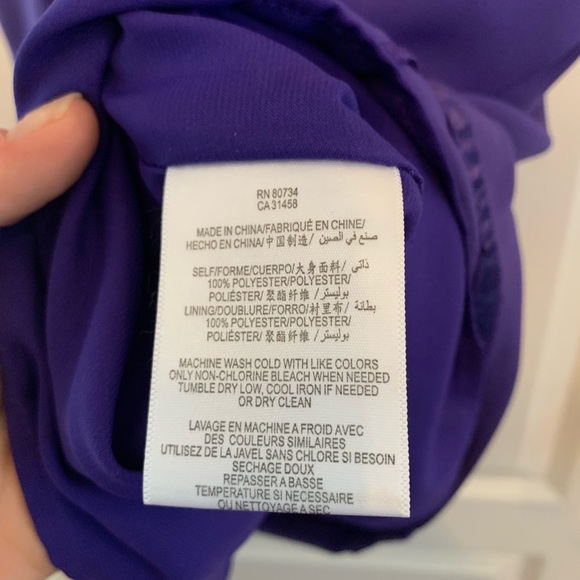 RN 80734
CA 31458
MADE IN CHINA/FABRIQUÉ EN CHINE/
HECHO EN CHINA/中国制造/ صنع في الصين
SELF/FORME/CUERPO/大身面料/ ذاتي
100% POLYESTER/POLYESTER/
POLIÉSTER/聚酯纤维/بوليستر
LINING/DOUBLURE/FORRO/衬里布/ بطانة
100% POLYESTER/POLYESTER/
POLIÉSTER/聚酯纤维/بوليستر
MACHINE WASH COLD WITH LIKE COLORS
ONLY NON-CHLORINE BLEACH WHEN NEEDED
TUMBLE DRY LOW, COOL IRON IF NEEDED
OR DRY CLEAN
LAVAGE EN MACHINE A FROID AVEC
DES COULEURS SIMILAIRES
UTILISEZ DE LA JAVEL SANS CHLORE SI BESOIN
SECHAGE DOUX
REPASSER A BASSE
TEMPERATURE SI NECESSAIRE
OU NETTOYAGE A SEC